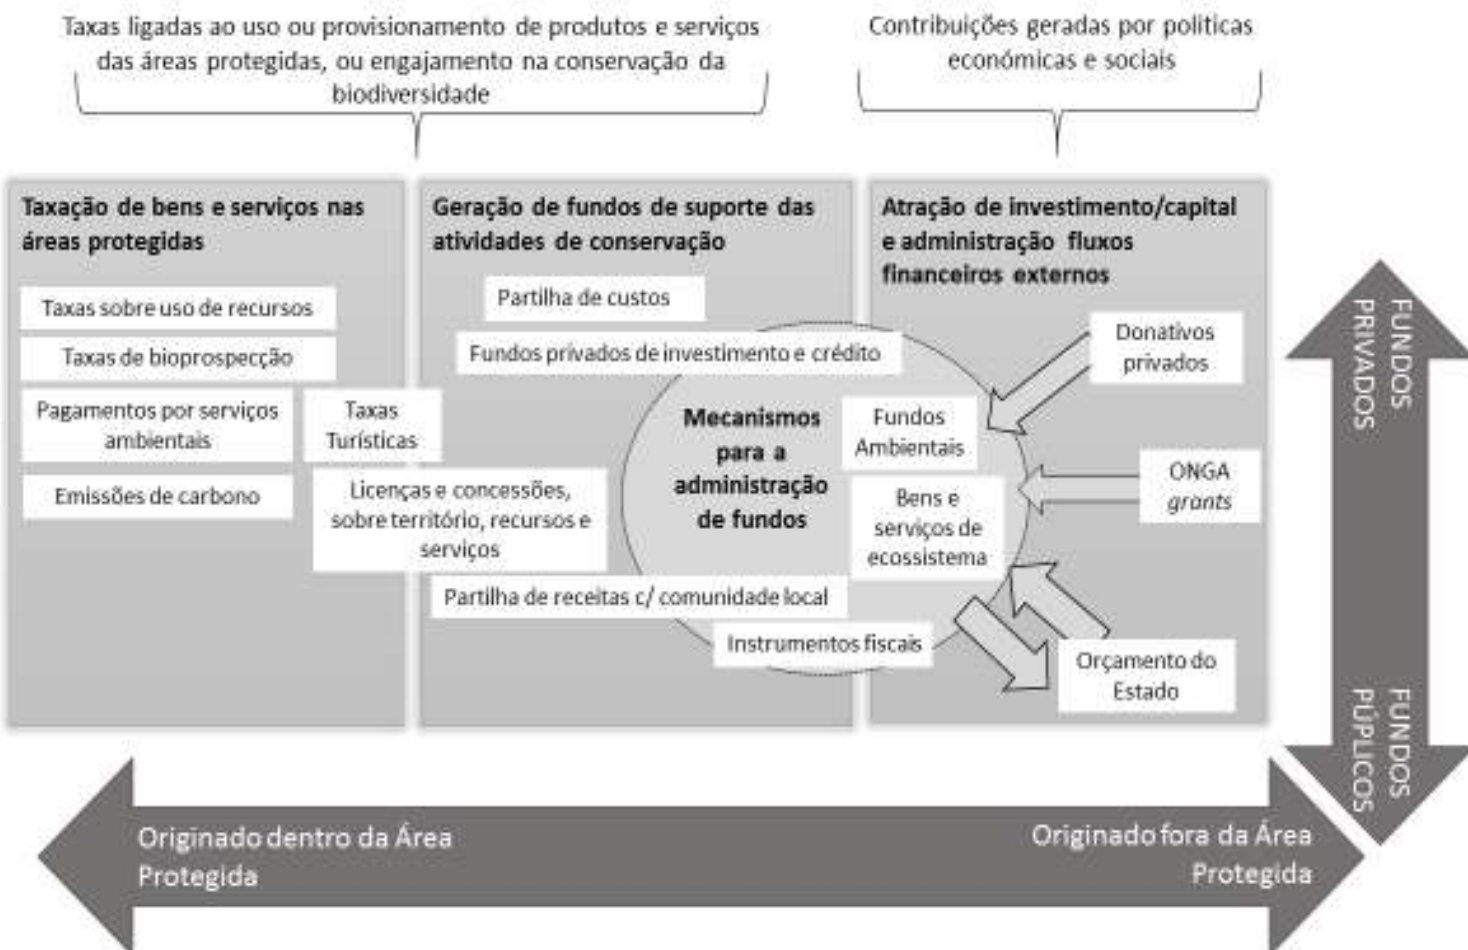 Taxas ligadas ao uso ou provisionamento de produtos e serviços
das áreas protegidas, ou engajamento na conservação da
biodiversidade
Contribuições geradas por politicas
económicas e sociais
Taxação de bens e serviços nas
áreas protegidas
Taxas sobre uso de recursos
Taxas de bioprospecção
Pagamentos por serviços
ambientais
Taxas
Turísticas
Emissões de carbono
Licenças e concessões,
sobre território, recursos e
serviços
Geração de fundos de suporte das
atividades de conservação
Partilha de custos
Fundos privados de investimento e crédito
Mecanismos
para a
administração
de fundos
Partilha de receitas c/ comunidade local
Instrumentos fiscais
Atração de investimento/capital
e administração fluxos
financeiros externos
Donativos
privados
Fundos
Ambientais
ONGA
grants
Bens e
serviços de
ecossistema
Orçamento do
Estado
FUNDOS
PRIVADOS
FUNDOS
PÚPLICOS
Originado dentro da Área
Protegida
Originado fora da Área
Protegida